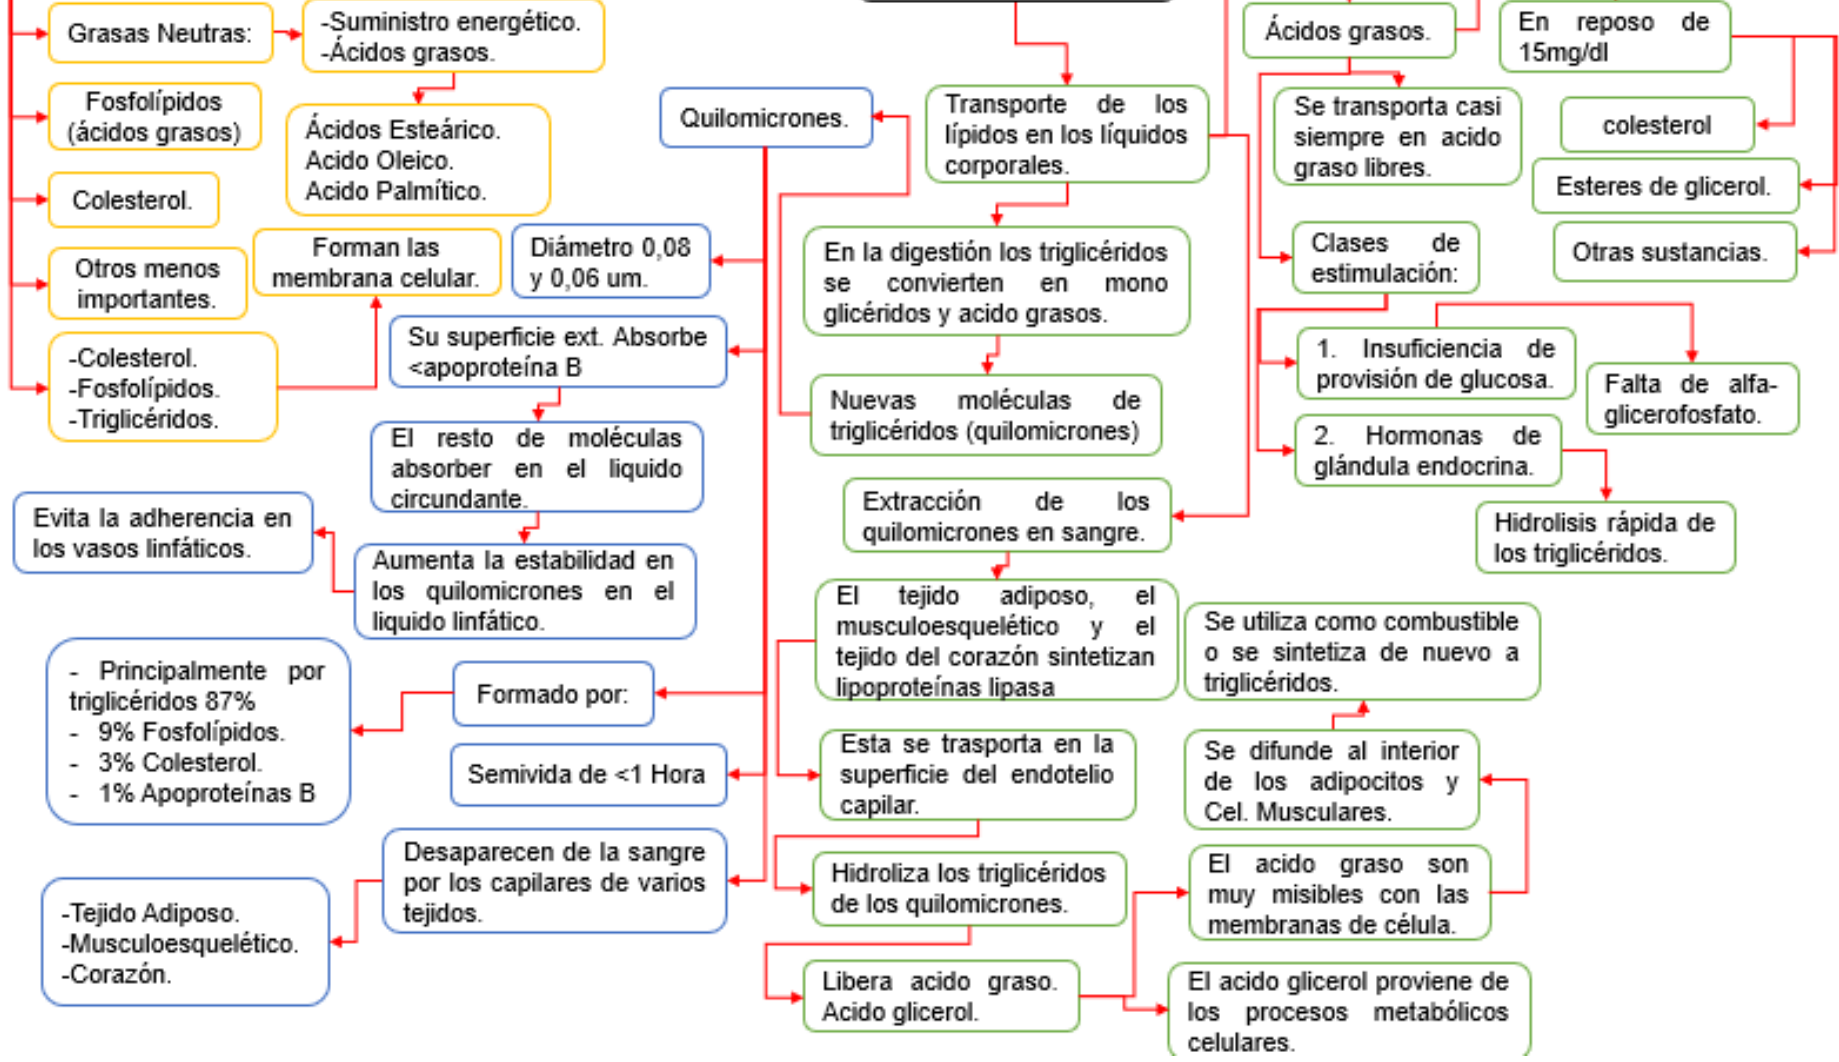 Grasas Neutras:
-Suministro energético.
-Ácidos grasos.
Fosfolípidos
(ácidos grasos)
Ácidos Esteárico.
Acido Oleico.
Acido Palmítico.
Colesterol.
Otros menos
importantes.
Forman las
membrana celular.
-Colesterol.
-Fosfolípidos.
-Triglicéridos.
Quilomicrones.
Diámetro 0,08
y 0,06 um.
Su superficie ext. Absorbe
<apoproteína B
El resto de moléculas
absorber en el liquido
circundante.
Evita la adherencia en
los vasos linfáticos.
Aumenta la estabilidad en
los quilomicrones en el
liquido linfático.
- Principalmente por
triglicéridos 87%
- 9% Fosfolípidos.
- 3% Colesterol.
- 1% Apoproteínas B
Formado por:
Semivida de <1 Hora
Desaparecen de la sangre
por los capilares de varios
tejidos.
-Tejido Adiposo.
-Musculoesquelético.
-Corazón.
Transporte de los
lípidos en los líquidos
corporales.
En la digestión los triglicéridos
se convierten en mono
glicéridos y acido grasos.
Nuevas moléculas de
triglicéridos (quilomicrones)
Extracción de los
quilomicrones en sangre.
El tejido adiposo, el
musculoesquelético y el
tejido del corazón sintetizan
lipoproteínas lipasa
Esta se trasporta en la
superficie del endotelio
capilar.
Hidroliza los triglicéridos
de los quilomicrones.
Libera acido graso.
Acido glicerol.
Se utiliza como combustible
o se sintetiza de nuevo a
triglicéridos.
Se difunde al interior
de los adipocitos y
Cel. Musculares.
El acido graso son
muy misibles con las
membranas de célula.
El acido glicerol proviene de
los procesos metabólicos
celulares.
Ácidos grasos.
Se transporta casi
siempre en acido
graso libres.
Clases de
estimulación:
1. Insuficiencia de
provisión de glucosa.
Falta de alfa-
glicerofosfato.
2. Hormonas de
glándula endocrina.
Hidrolisis rápida de
los triglicéridos.
En reposo de
15mg/dl
colesterol
Esteres de glicerol.
Otras sustancias.